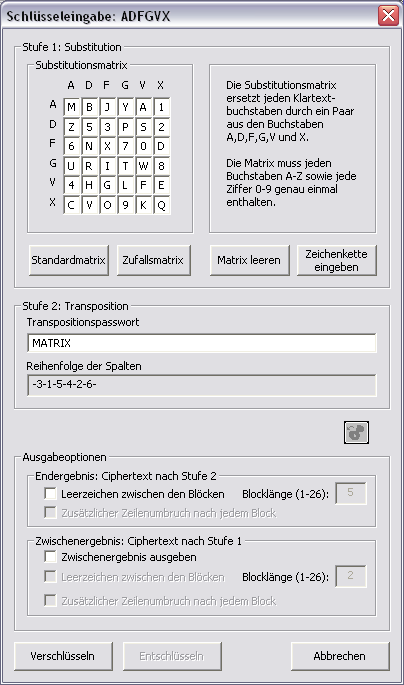 Schlüsseleingabe: ADFGVX
Stufe 1: Substitution
Substitutionsmatrix
A D F G V X
A M B J Y A 1
D Z 5 3 P S 2
F 6 N X 7 0 D
G U R I T W 8
V 4 H G L F E
X C V O 9 K Q
Die Substitutionsmatrix
ersetzt jeden Klartext-
buchstaben durch ein Paar
aus den Buchstaben
A,D,F,G,V und X.
Die Matrix muss jeden
Buchstaben A-Z sowie jede
Ziffer 0-9 genau einmal
enthalten.
Standardmatrix
Zufallsmatrix
Matrix leeren
Zeichenkette
eingeben
Stufe 2: Transposition
Transpositionspasswort
MATRIX
Reihenfolge der Spalten
-3-1-5-4-2-6-
Ausgabeoptionen
Endergebnis: Ciphertext nach Stufe 2
Leerzeichen zwischen den Blöcken Blocklänge (1-26): 5
Zusätzlicher Zeilenumbruch nach jedem Block
Zwischenergebnis: Ciphertext nach Stufe 1
Zwischenergebnis ausgeben
Leerzeichen zwischen den Blöcken Blocklänge (1-26): 2
Zusätzlicher Zeilenumbruch nach jedem Block
Verschlüsseln
Entschlüsseln
Abbrechen